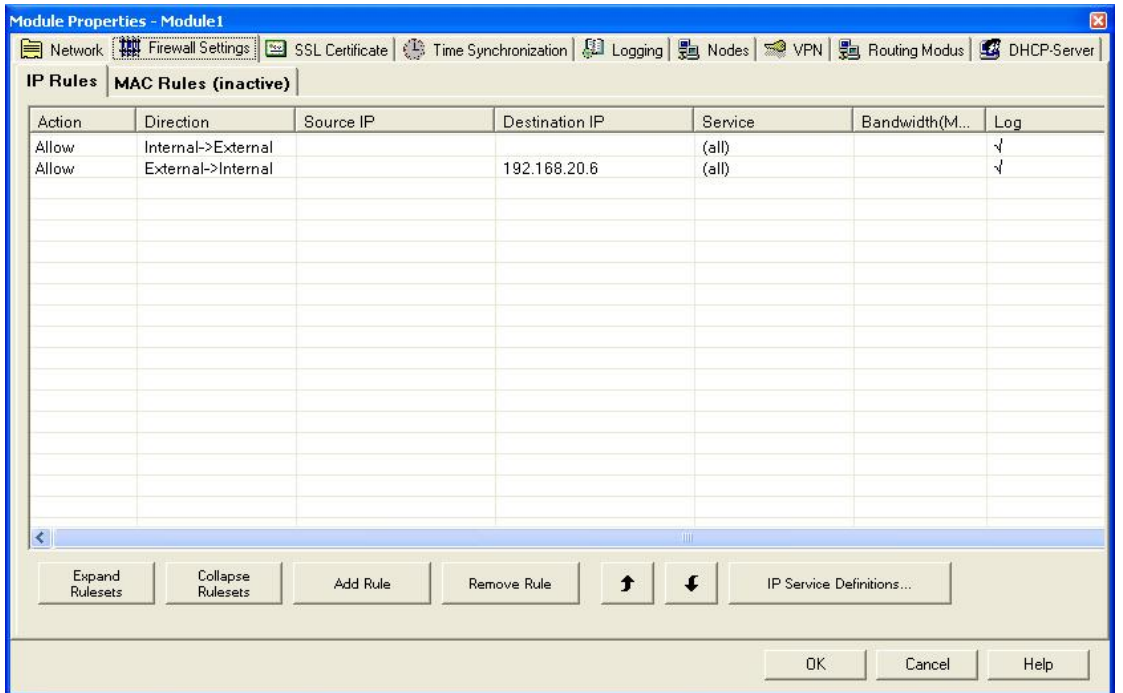 Module Properties - Module1
Network Firewall Settings SSL Certificate Time Synchronization Logging Nodes VPN Routing Modus DHCP-Server
IP Rules MAC Rules (inactive)
Action Direction Source IP Destination IP Service Bandwidth(M... Log
Allow Internal->External (all) √
Allow External->Internal 192.168.20.6 (all) √
Expand Rulesets Collapse Rulesets Add Rule Remove Rule IP Service Definitions...
OK Cancel Help